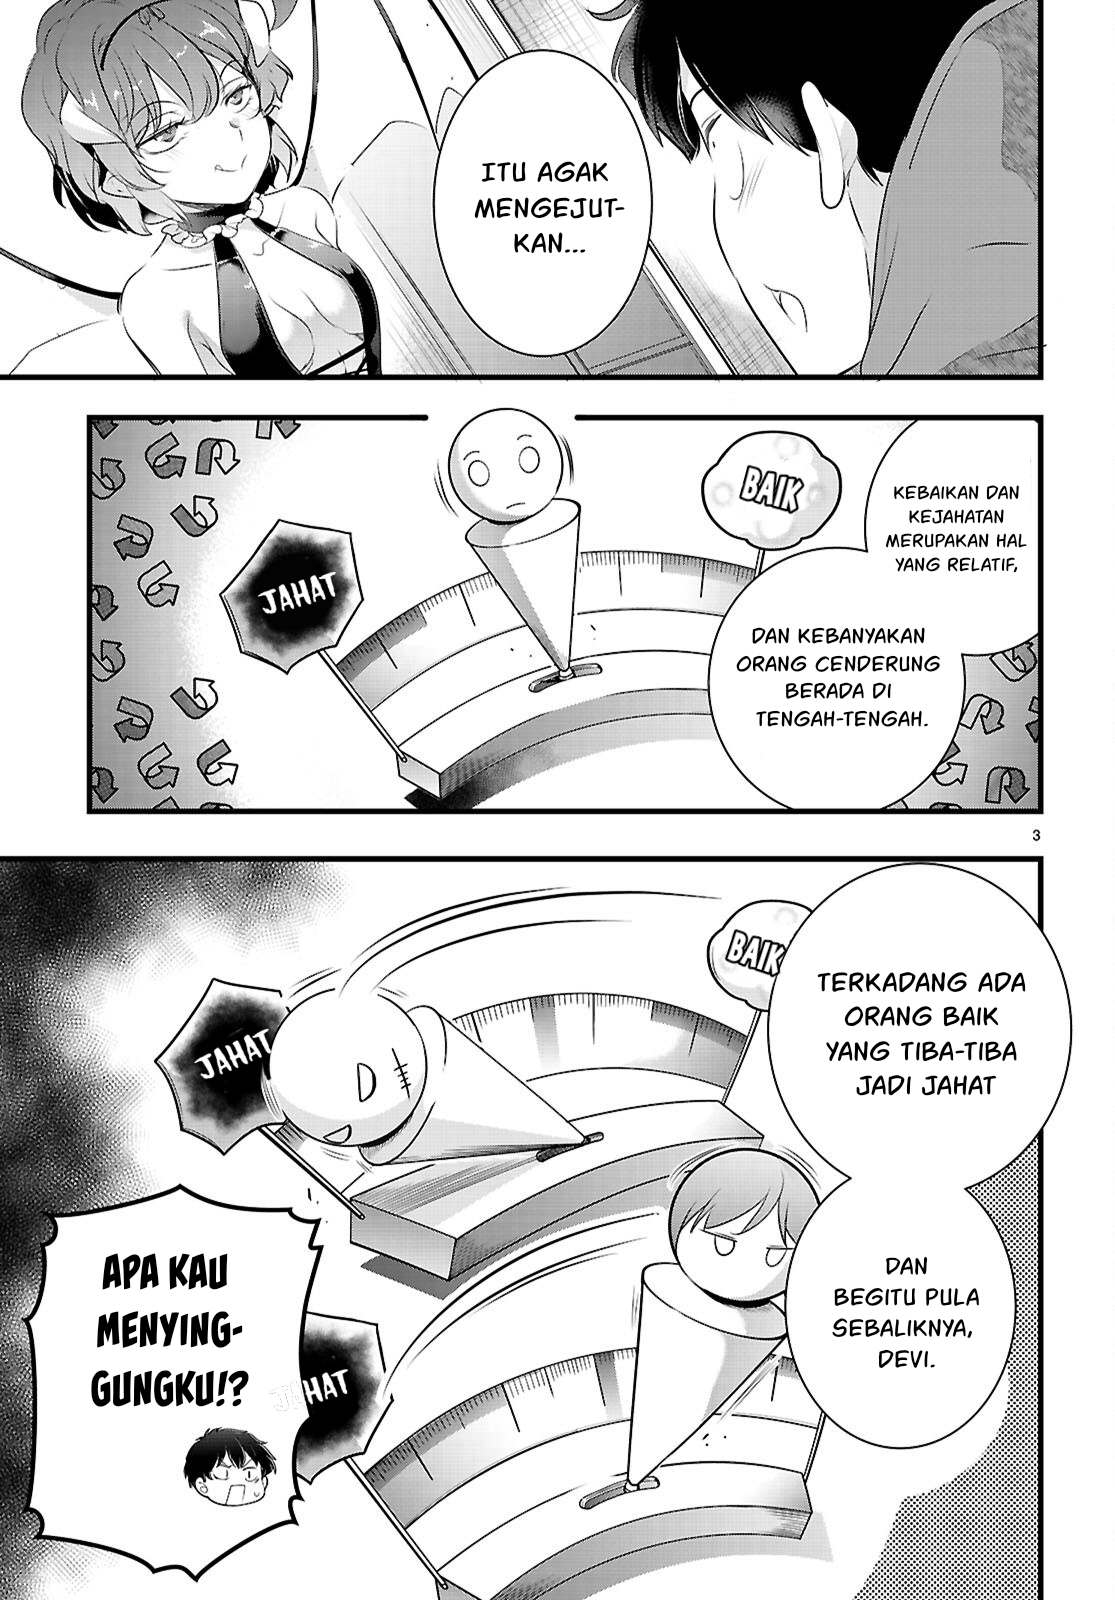 ITU AGAK
MENGEJUT-
KAN...
KEBAIKAN DAN
KEJAHATAN
MERUPAKAN HAL
YANG RELATIF,
BAIK
JAHAT
DAN KEBANYAKAN
ORANG CENDERUNG
BERADA DI
TENGAH-TENGAH.
3
TERKADANG ADA
ORANG BAIK
YANG TIBA-TIBA
JADI JAHAT
BAIK
JAHAT
DAN
BEGITU PULA
SEBALIKNYA,
DEVI.
JAHAT
APA KAU
MENYING-
GUNGKU!?